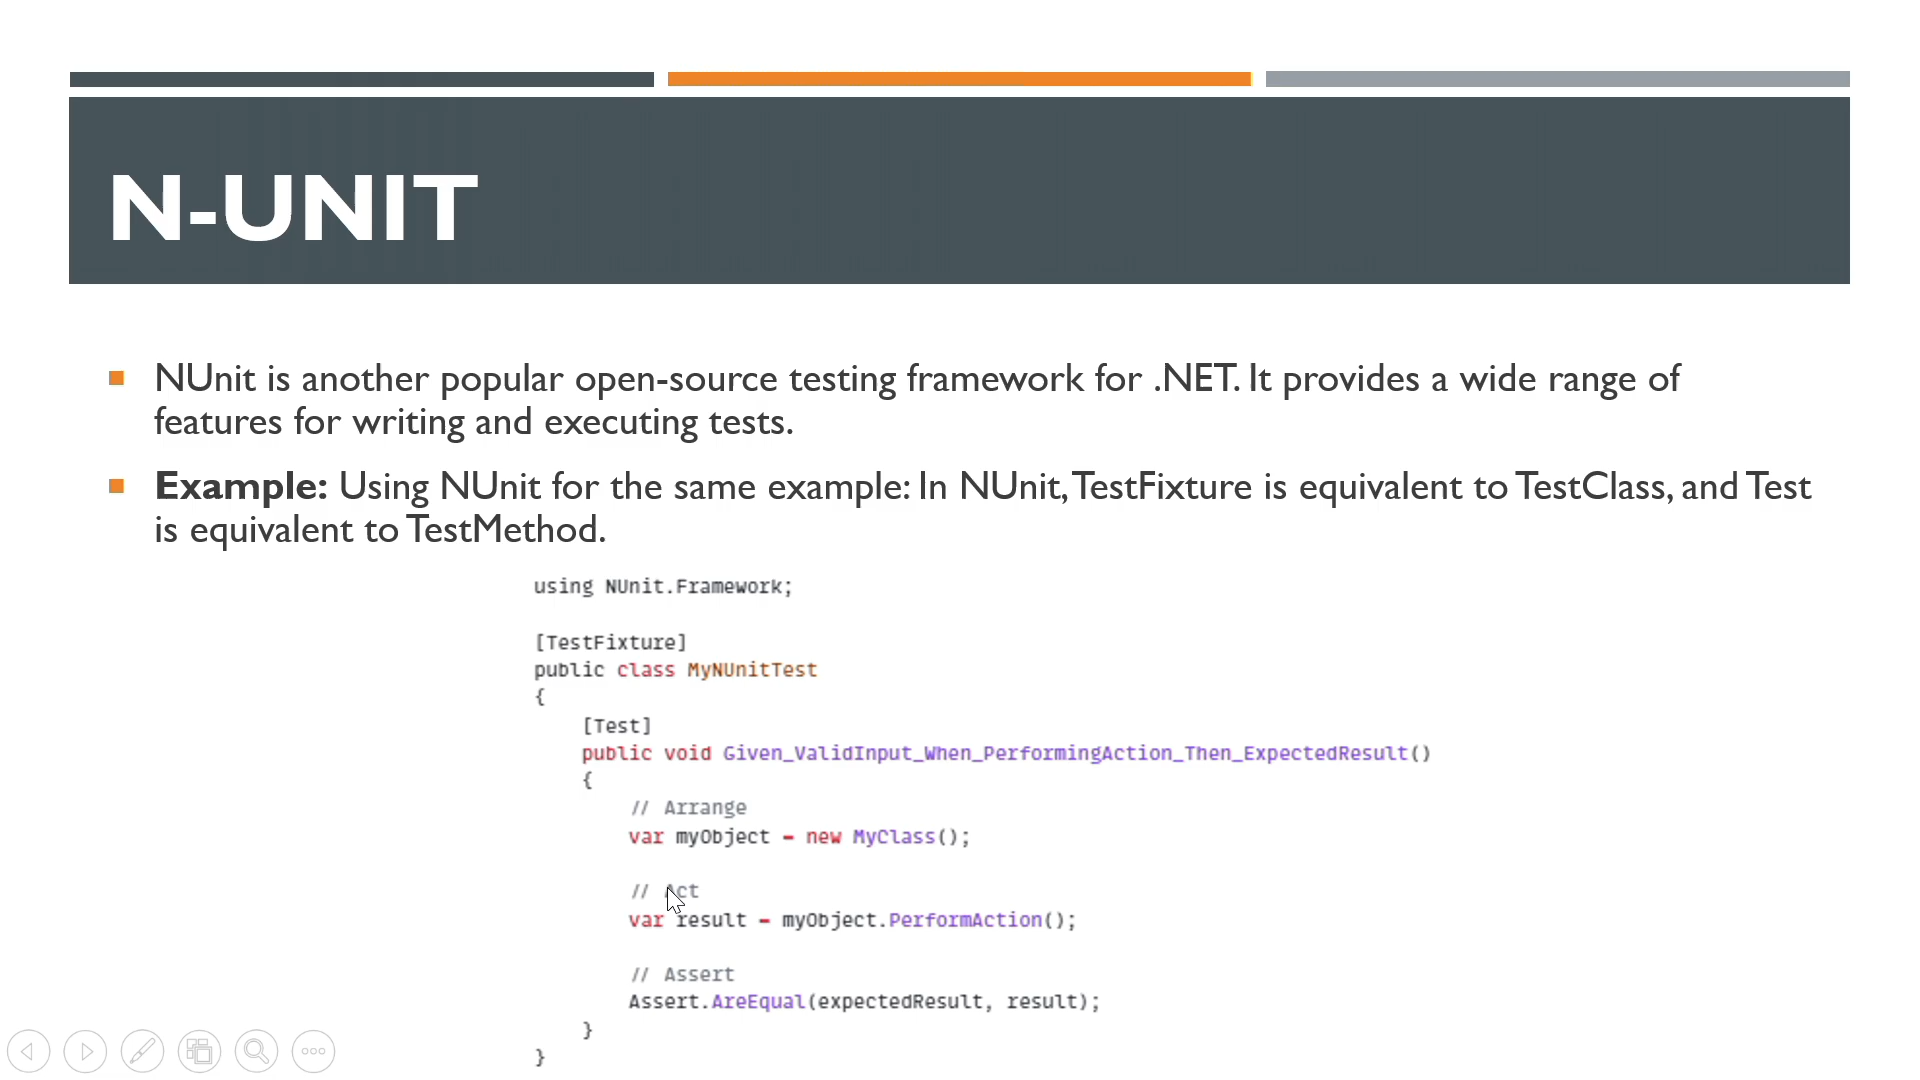 N-UNIT
NUnit is another popular open-source testing framework for .NET. It provides a wide range of
features for writing and executing tests.
Example: Using NUnit for the same example: In NUnit, TestFixture is equivalent to TestClass, and Test
is equivalent to TestMethod.
using NUnit.Framework;
[TestFixture]
public class MyNUnitTest
{
[Test]
public void Given_ValidInput_When_PerformingAction_Then_ExpectedResult()
{
// Arrange
var myObject = new MyClass();
// Act
var result = myObject.PerformAction();
// Assert
Assert.AreEqual(expectedResult, result);
}
}